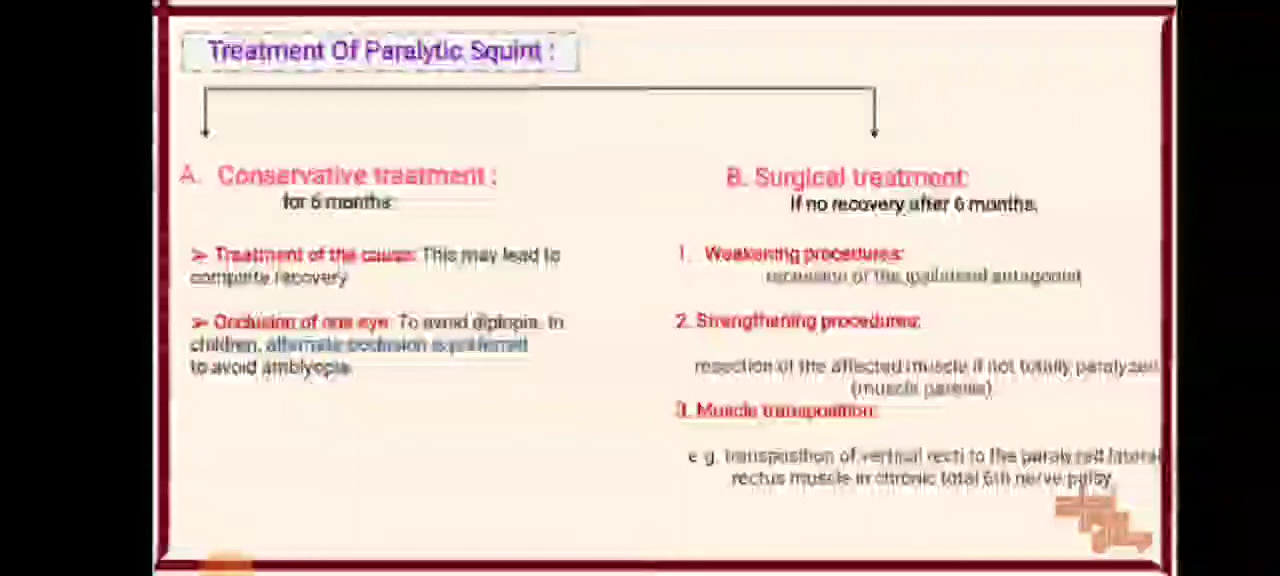 Treatment Of Paralytic Squint :
A. Conservative treatment :
for 6 months
➢ Treatment of the cause: This may lead to
complete recovery
➢ Occlusion of one eye: To avoid diplopia. In
children, alternate occlusion is preferred
to avoid amblyopia
B. Surgical treatment:
If no recovery after 6 months.
1. Weakening procedures:
recession of the ipsilateral antagonist
2. Strengthening procedures:
resection of the affected muscle if not totally paralyzed
(muscle paresis)
3. Muscle transposition:
e.g. transposition of vertical recti to the paralyzed lateral
rectus muscle in chronic total 6th nerve palsy